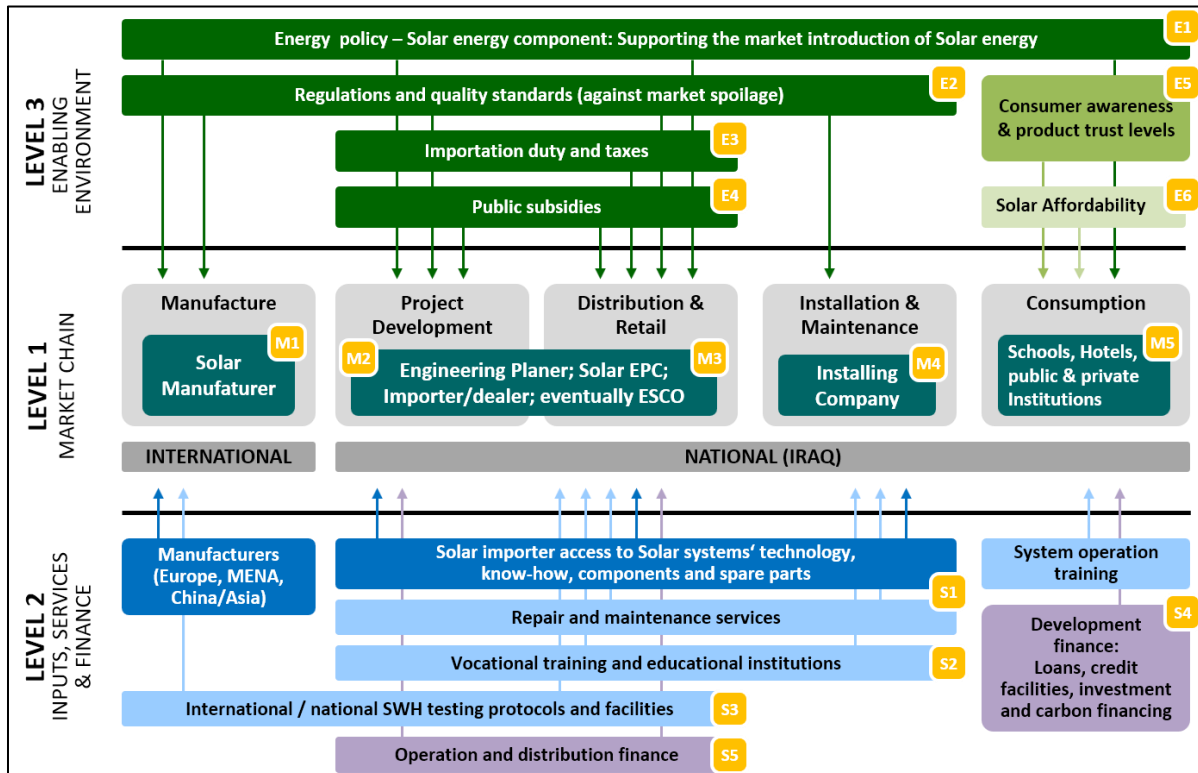 LEVEL 3
ENABLING
ENVIRONMENT
Energy policy – Solar energy component: Supporting the market introduction of Solar energy
E1
Regulations and quality standards (against market spoilage)
E2
Importation duty and taxes
E3
Public subsidies
E4
Consumer awareness
& product trust levels
E5
Solar Affordability
E6
LEVEL 1
MARKET CHAIN
Manufacture
Solar
Manufaturer
M1
Project
Development
Distribution &
Retail
M2
Engineering Planer; Solar EPC;
Importer/dealer; eventually ESCO
M3
Installation &
Maintenance
Installing
Company
M4
Consumption
Schools, Hotels,
public & private
Institutions
M5
INTERNATIONAL
NATIONAL (IRAQ)
LEVEL 2
INPUTS, SERVICES
& FINANCE
Manufacturers
(Europe, MENA,
China/Asia)
Solar importer access to Solar systems‘ technology,
know-how, components and spare parts
S1
Repair and maintenance services
Vocational training and educational institutions
S2
International / national SWH testing protocols and facilities
S3
Operation and distribution finance
S5
System operation
training
S4
Development
finance:
Loans, credit
facilities, investment
and carbon financing